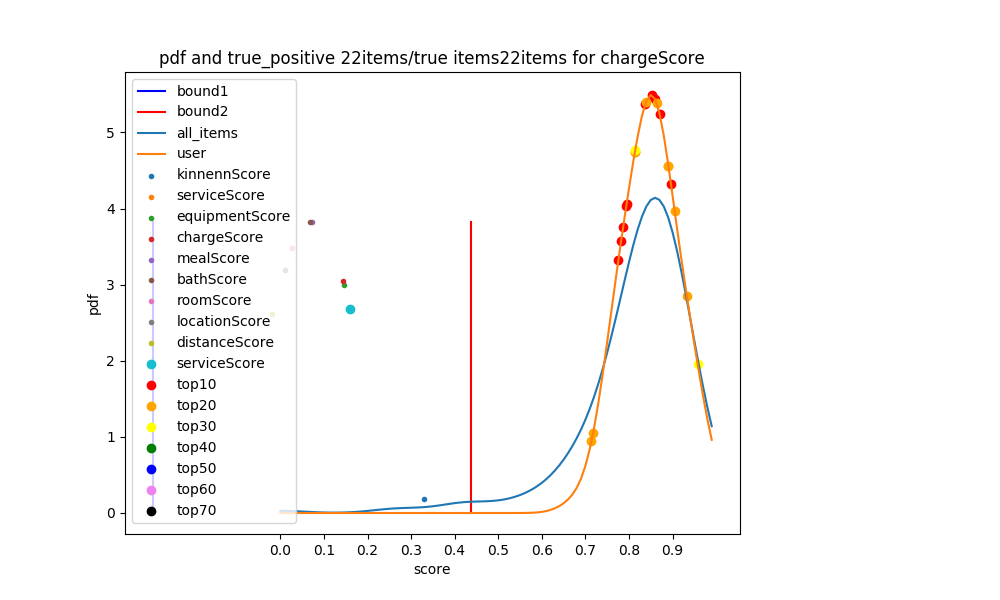 pdf and true_positive 22items/true items22items for chargeScore
bound1
bound2
all_items
user
kinnennScore
serviceScore
equipmentScore
chargeScore
mealScore
bathScore
roomScore
locationScore
distanceScore
serviceScore
top10
top20
top30
top40
top50
top60
top70
pdf
5
4
3
2
1
0
0.0 0.1 0.2 0.3 0.4 0.5 0.6 0.7 0.8 0.9
score